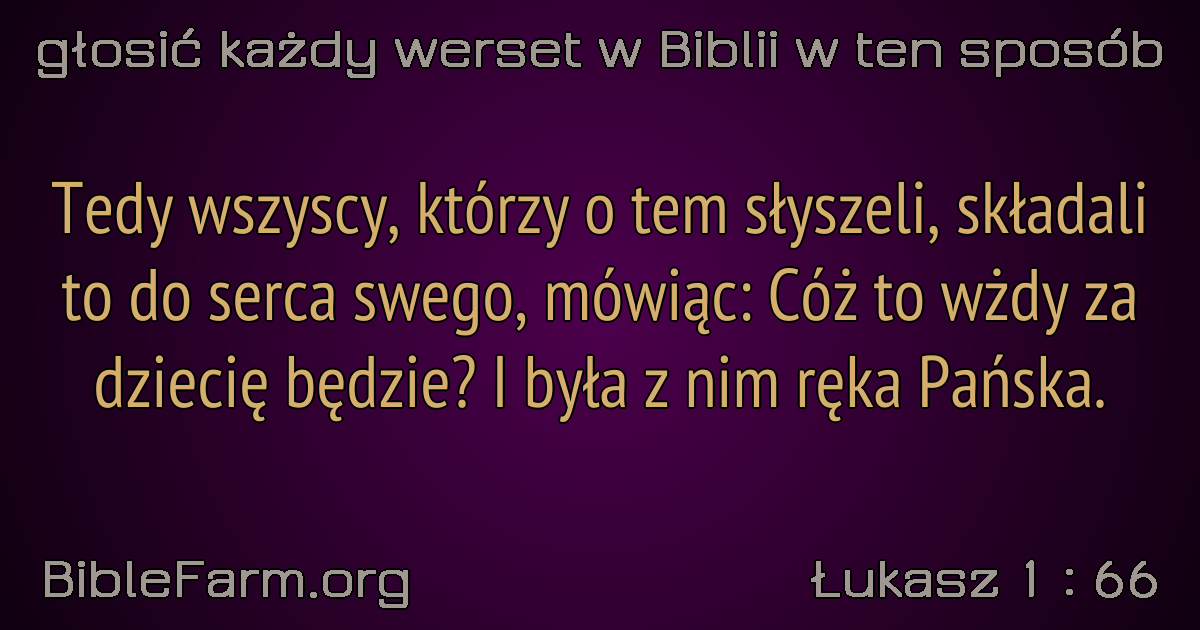 głosić każdy werset w Biblii w ten sposób
Tedy wszyscy, którzy o tem słyszeli, składali
to do serca swego, mówiąc: Cóż to wżdy za
dziecię będzie? I była z nim ręka Pańska.
BibleFarm.org
Łukasz 1 : 66